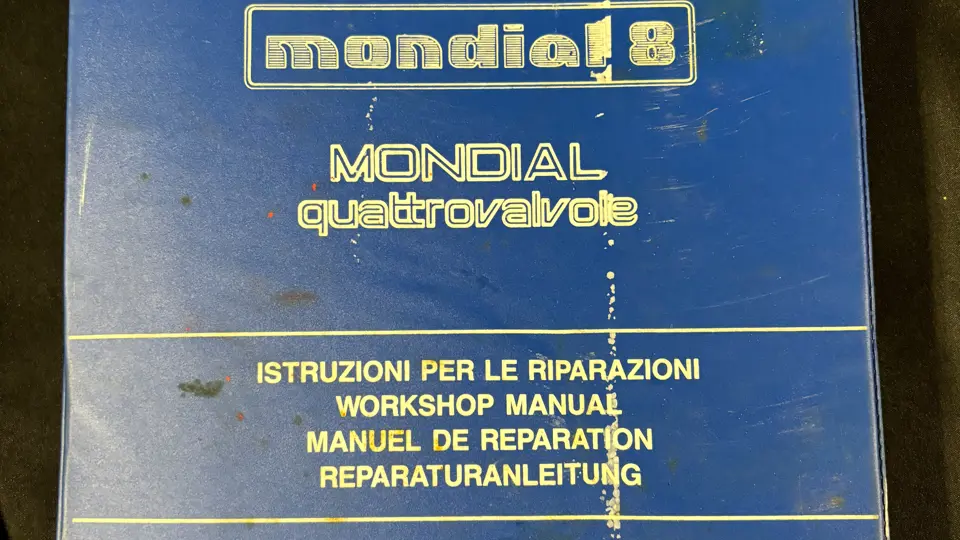 mondial 8
MONDIAL
quattrovalvole
ISTRUZIONI PER LE RIPARAZIONI
WORKSHOP MANUAL
MANUEL DE REPARATION
REPARATURANLEITUNG